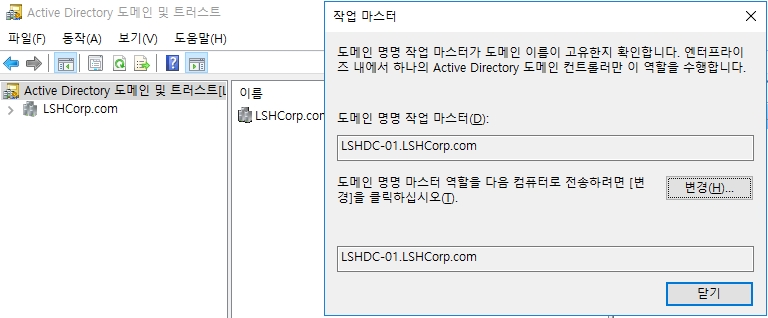 Active Directory 도메인 및 트러스트
파일(F) 동작(A) 보기(V) 도움말(H)
Active Directory 도메인 및 트러스트[L
LSHCorp.com
이름
LSHCorp.con
작업 마스터
도메인 명명 작업 마스터가 도메인 이름이 고유한지 확인합니다. 엔터프라이
즈 내에서 하나의 Active Directory 도메인 컨트롤러만 이 역할을 수행합니다.
도메인 명명 작업 마스터(D):
LSHDC-01.LSHCorp.com
도메인 명명 마스터 역할을 다음 컴퓨터로 전송하려면 [변
경]을 클릭하십시오(T).
변경(H)...
LSHDC-01.LSHCorp.com
닫기